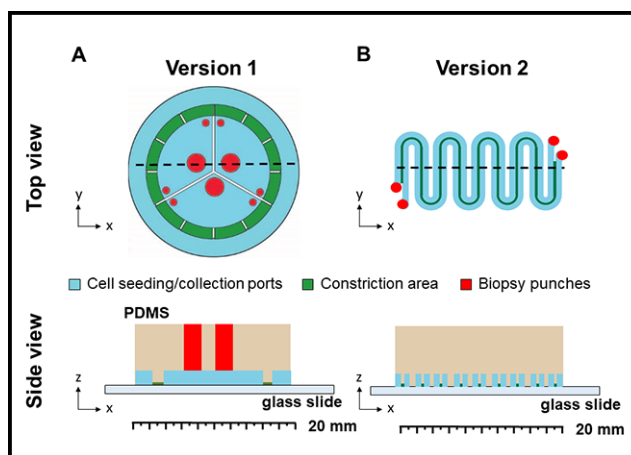 A
B
Version 1
Version 2
Top view
y
x
y
x
Cell seeding/collection ports
Constriction area
Biopsy punches
PDMS
Side view
z
x
glass slide
z
x
glass slide
20 mm
20 mm